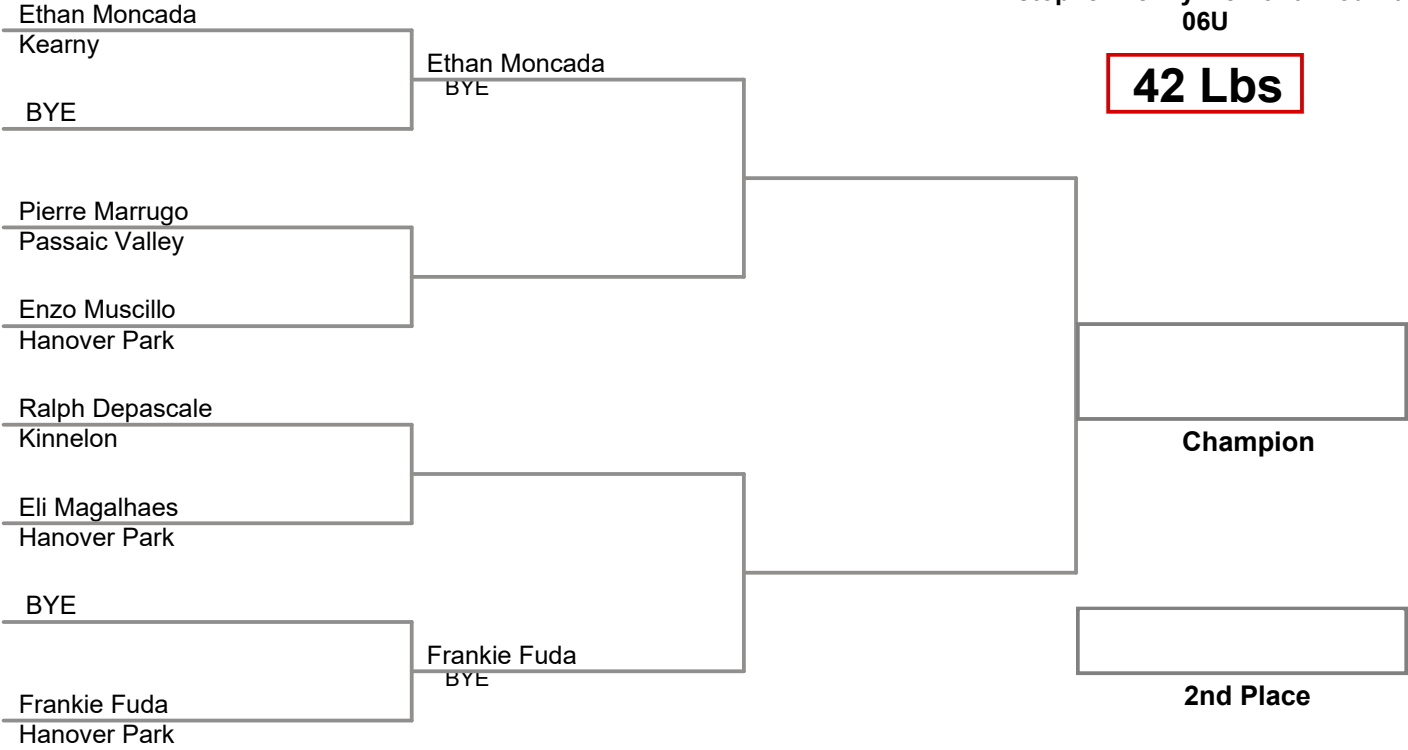 Ethan Moncada
Kearny
BYE
Pierre Marrugo
Passaic Valley
Enzo Muscillo
Hanover Park
Ralph Depascale
Kinnelon
Eli Magalhaes
Hanover Park
BYE
Frankie Fuda
Hanover Park
Ethan Moncada
BYE
Frankie Fuda
BYE
06U
42 Lbs
Champion
2nd Place